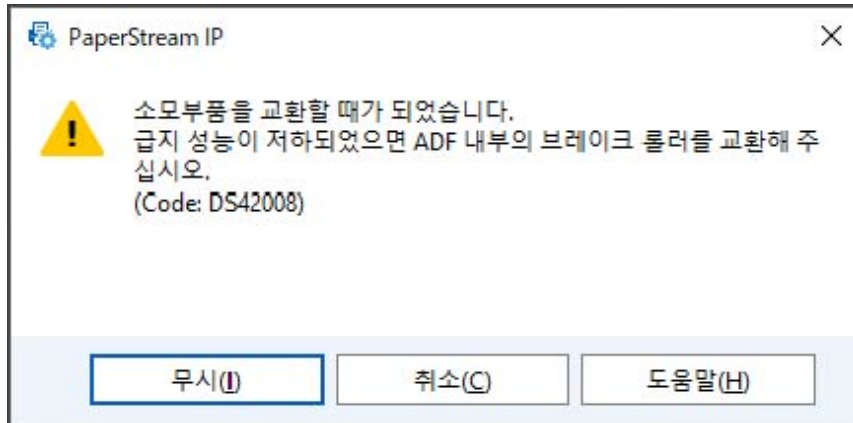 PaperStream IP
소모부품을 교환할 때가 되었습니다.
급지 성능이 저하되었으면 ADF 내부의 브레이크 롤러를 교환해 주
십시오.
(Code: DS42008)
무시(I)
취소(C)
도움말(H)